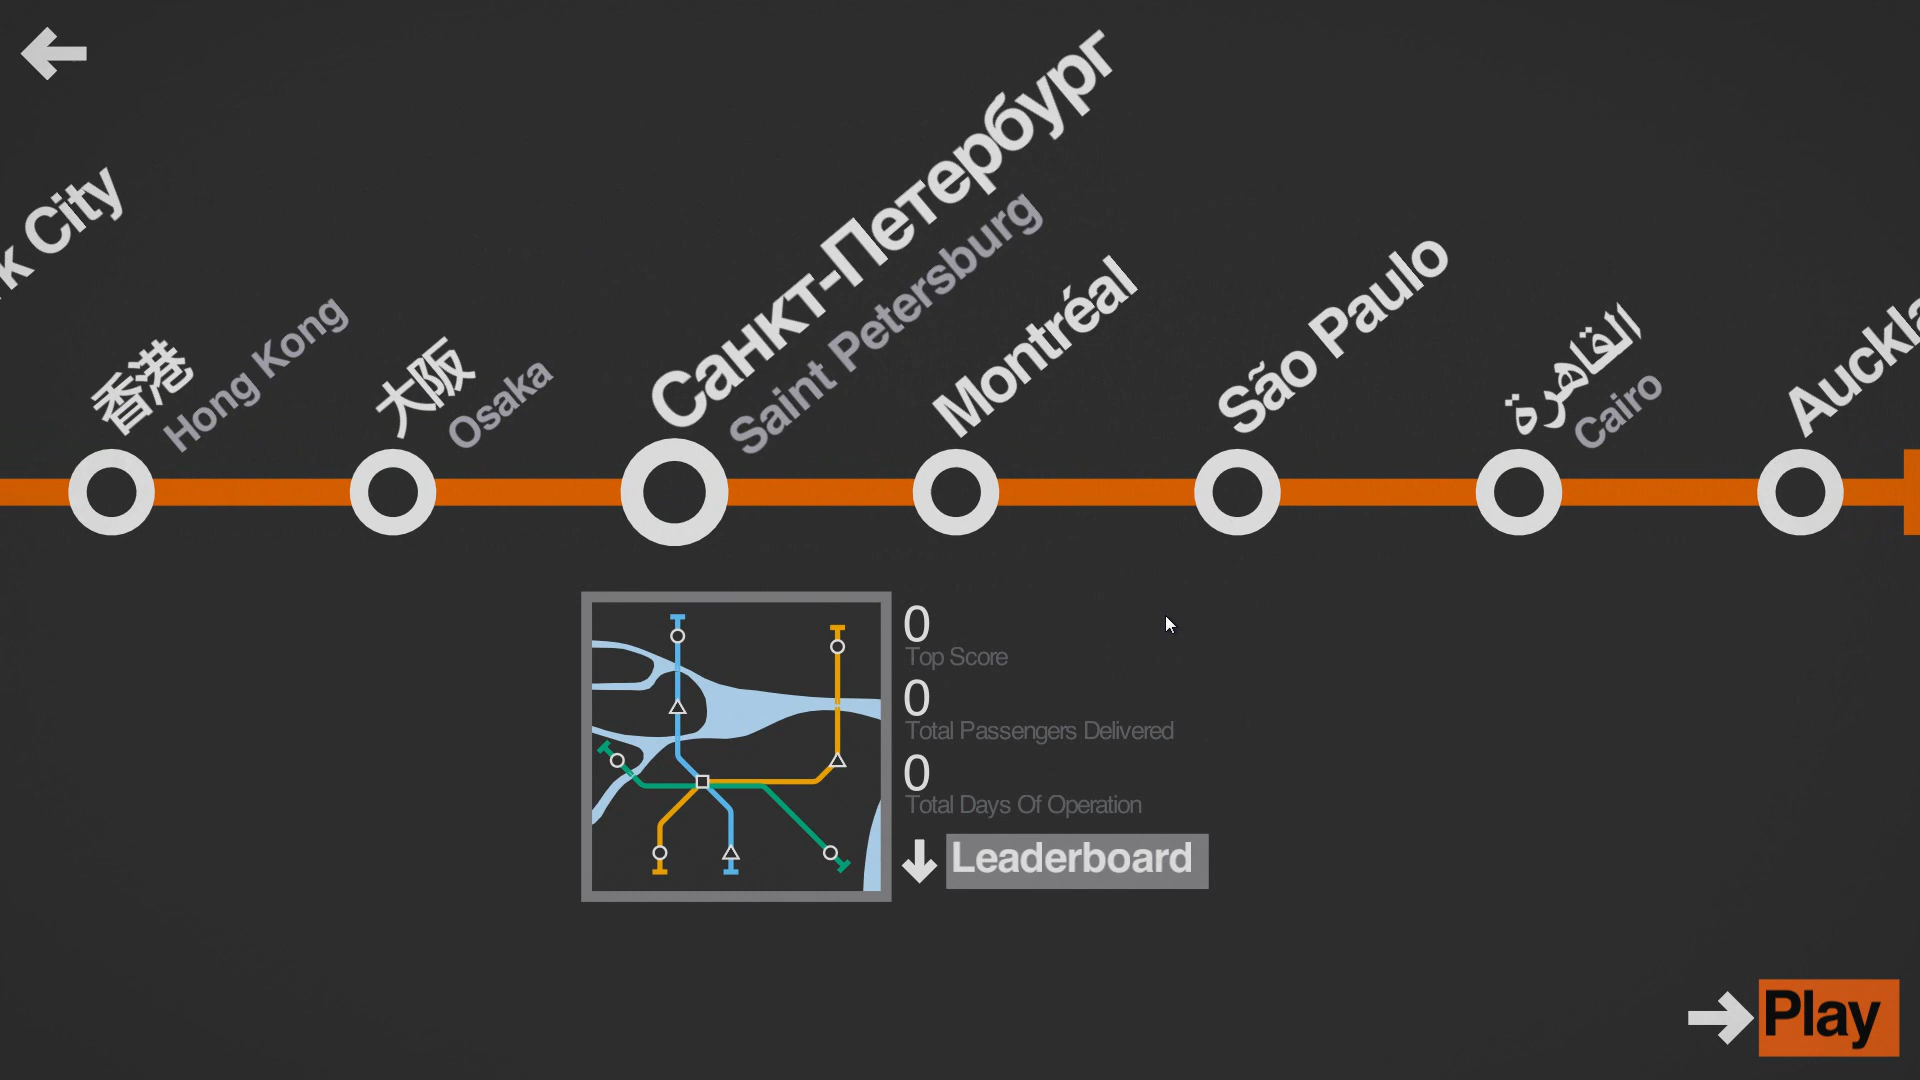 k City
香港
Hong Kong
大阪
Osaka
Санкт-Петербург
Saint Petersburg
Montréal
São Paulo
القاهرة
Cairo
Auckla
0
Top Score
0
Total Passengers Delivered
0
Total Days Of Operation
Leaderboard
Play